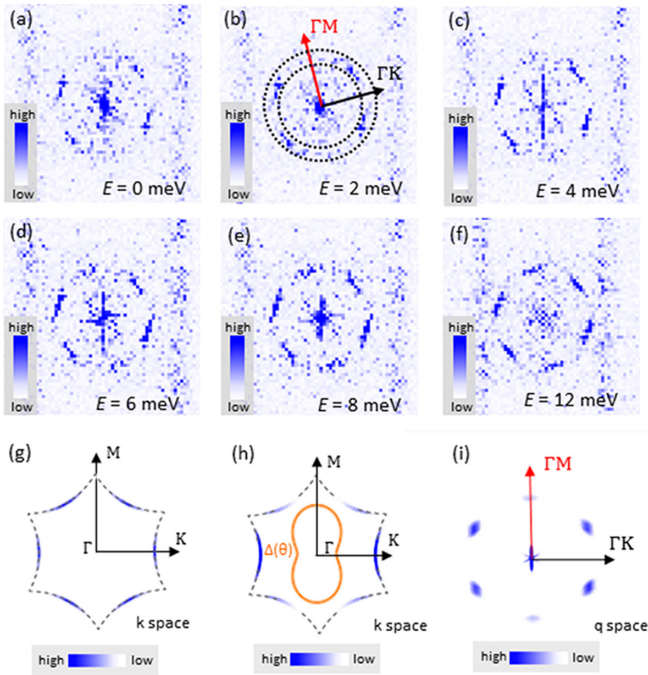 (a)
high
low
E = 0 meV
(b)
ΓM
ΓK
high
low
E = 2 meV
(c)
high
low
E = 4 meV
(d)
high
low
E = 6 meV
(e)
high
low
E = 8 meV
(f)
high
low
E = 12 meV
(g)
M
Γ
K
k space
high low
(h)
M
Δ(θ)
Γ
K
k space
high low
(i)
ΓM
ΓK
q space
high low